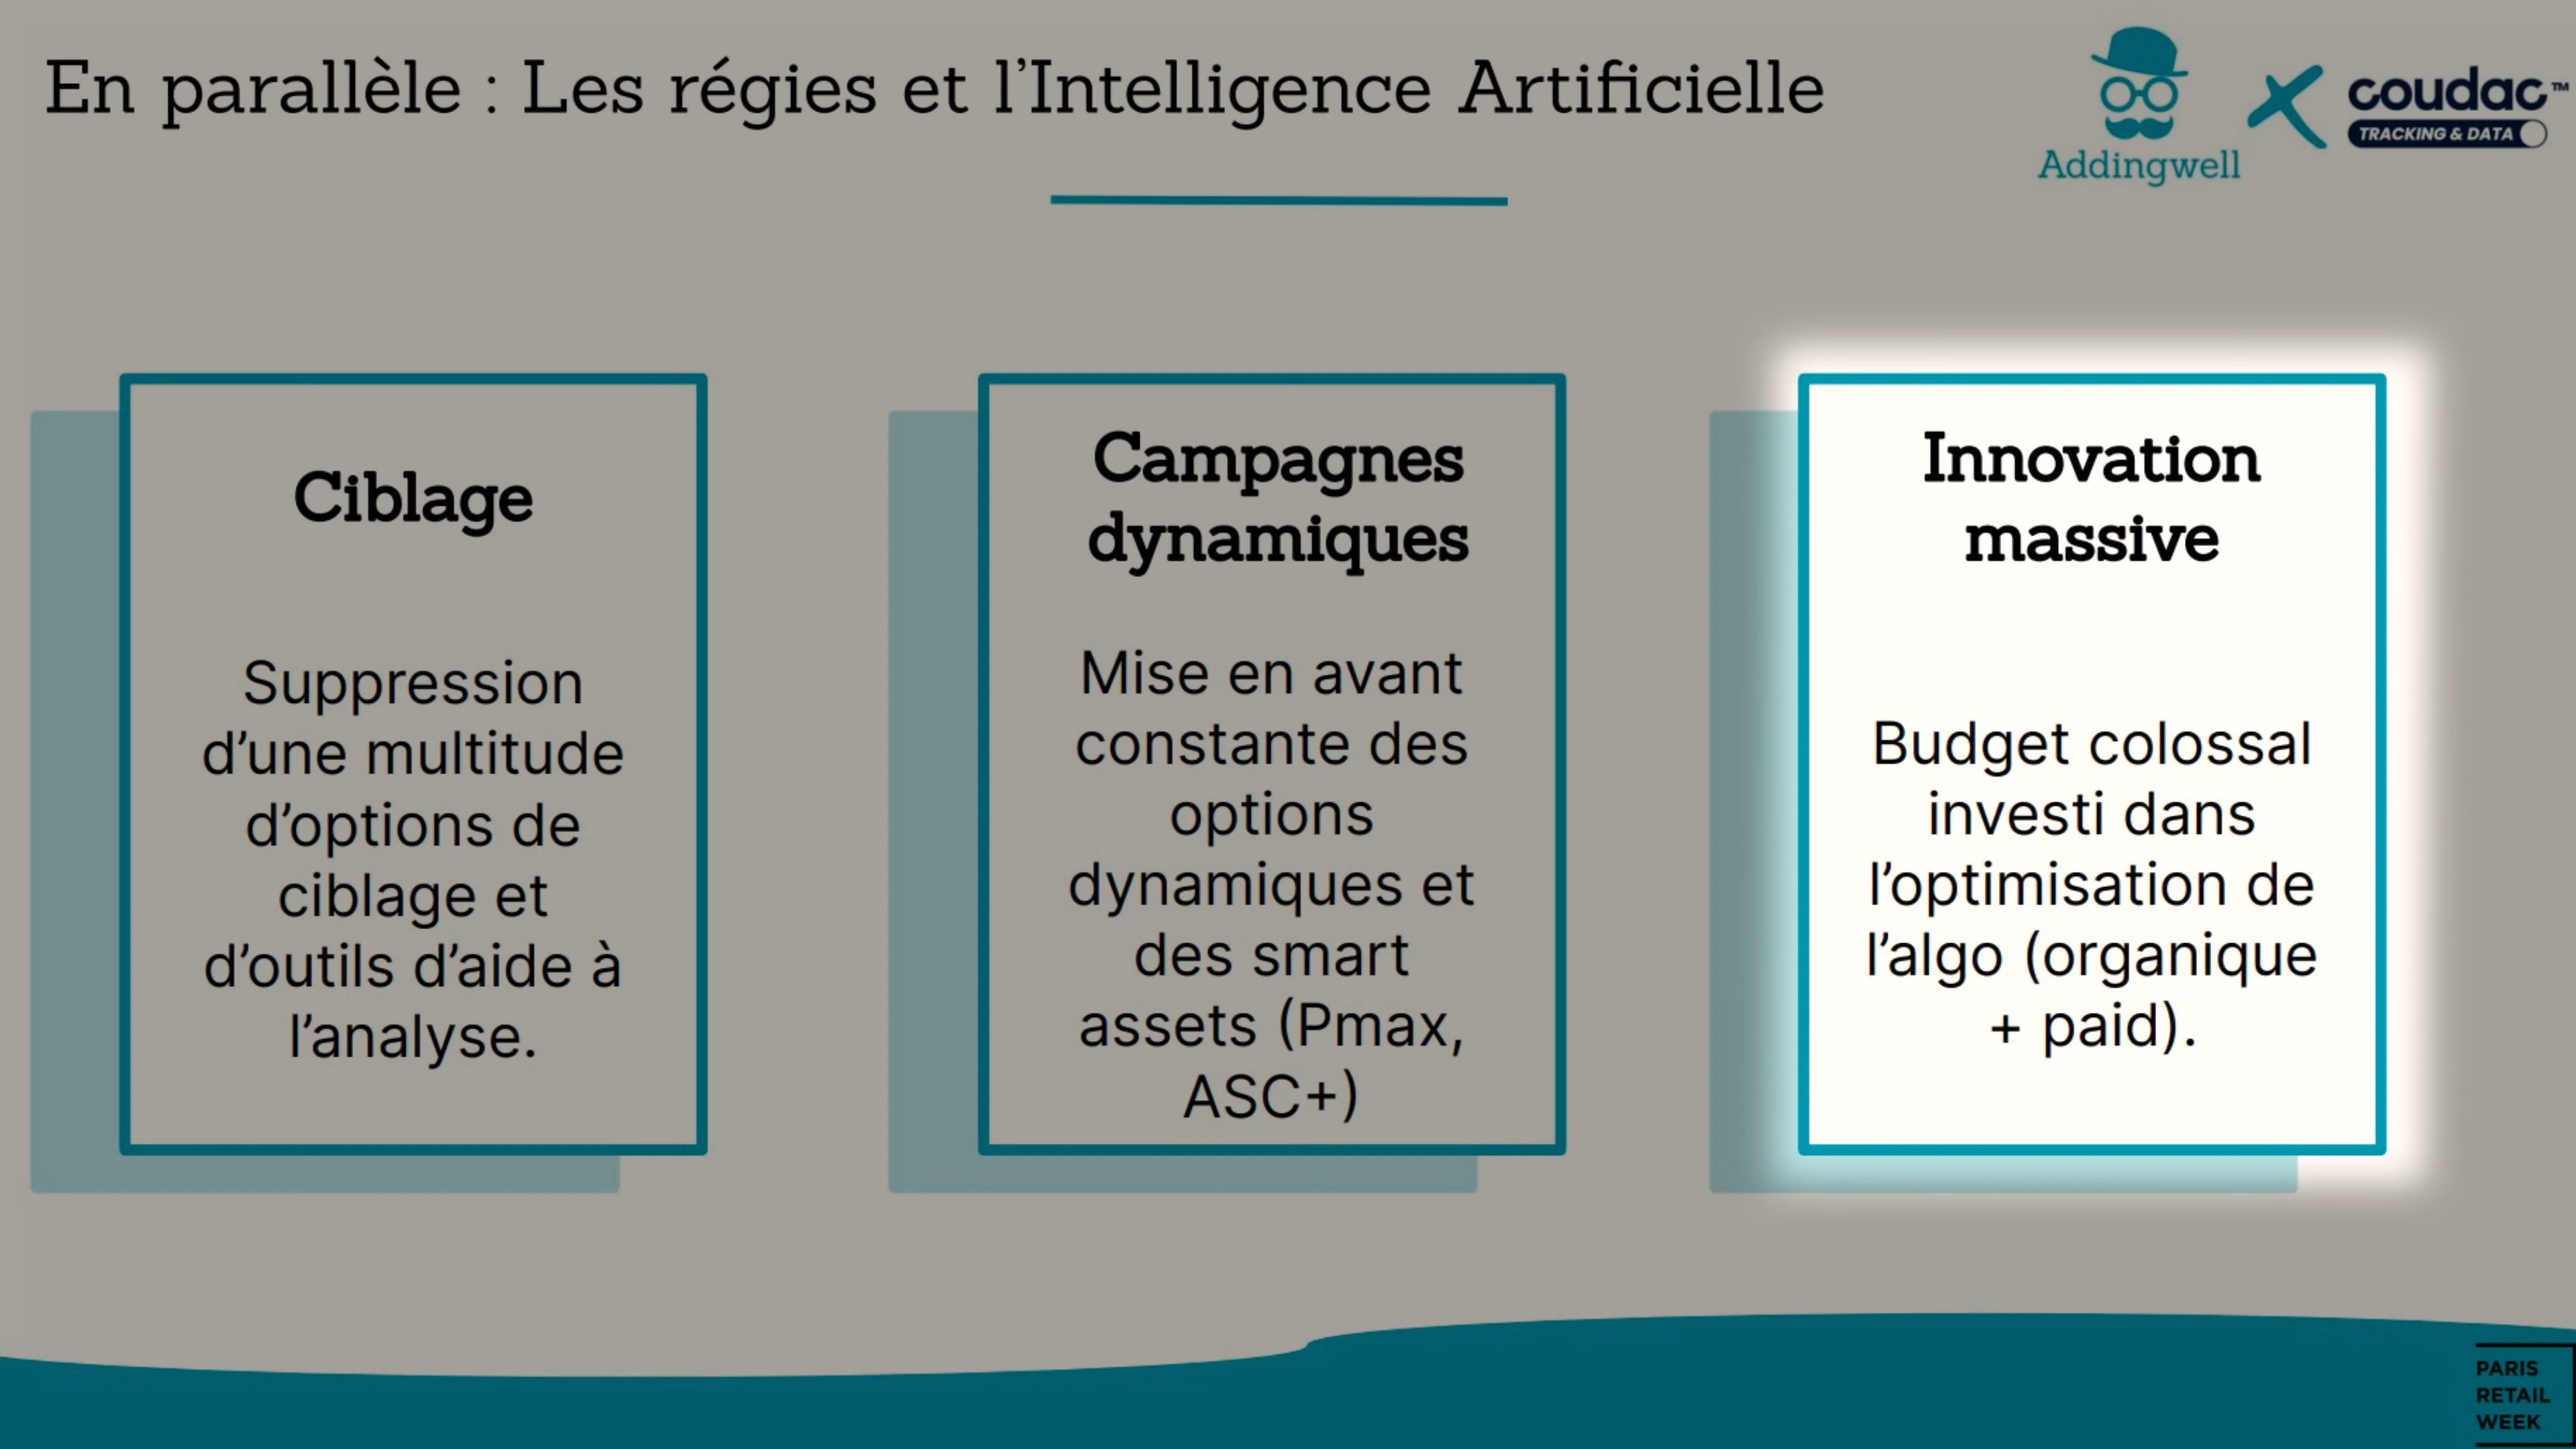 En parallèle : Les régies et l'Intelligence Artificielle
Addingwell
coudac™
TRACKING & DATA
Ciblage
Suppression
d'une multitude
d'options de
ciblage et
d'outils d'aide à
l'analyse.
Campagnes
dynamiques
Mise en avant
constante des
options
dynamiques et
des smart
assets (Pmax,
ASC+)
Innovation
massive
Budget colossal
investi dans
l'optimisation de
l'algo (organique
+ paid).
PARIS
RETAIL
WEEK